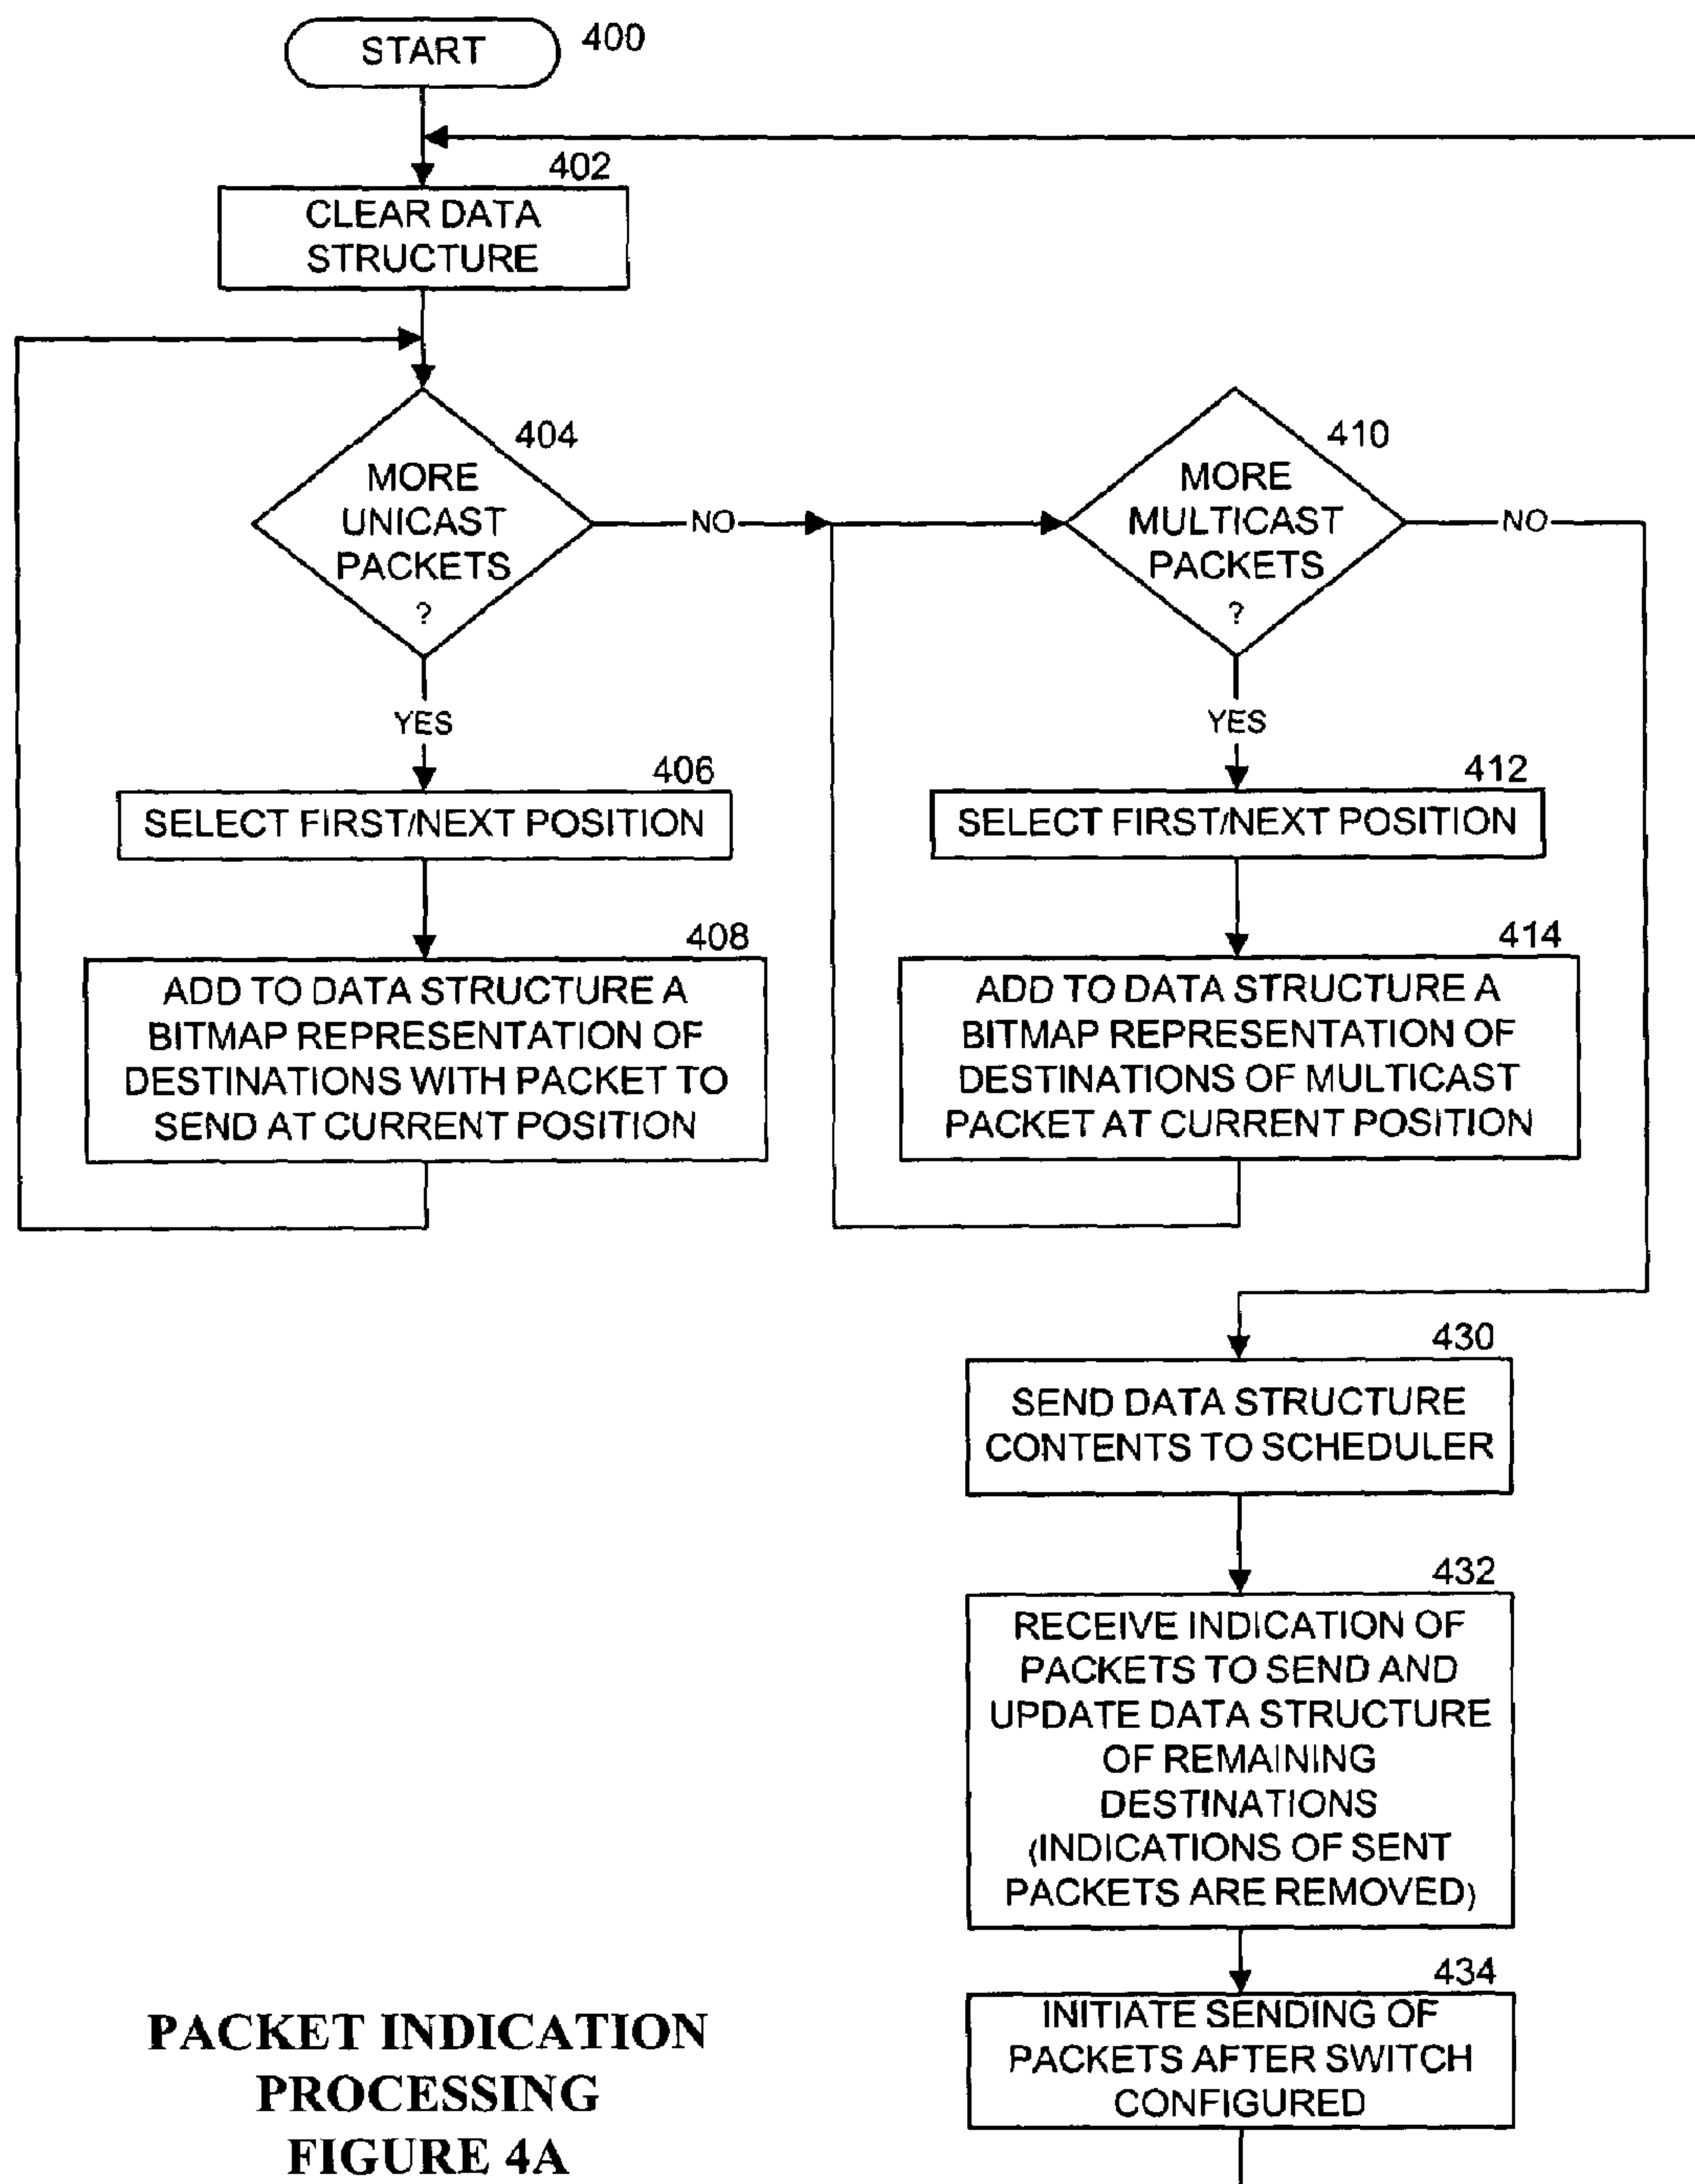 START 400
402
CLEAR DATA
STRUCTURE
404
MORE
UNICAST
PACKETS
?
NO
YES
406
SELECT FIRST/NEXT POSITION
408
ADD TO DATA STRUCTURE A
BITMAP REPRESENTATION OF
DESTINATIONS WITH PACKET TO
SEND AT CURRENT POSITION
410
MORE
MULTICAST
PACKETS
?
NO
YES
412
SELECT FIRST/NEXT POSITION
414
ADD TO DATA STRUCTURE A
BITMAP REPRESENTATION OF
DESTINATIONS OF MULTICAST
PACKET AT CURRENT POSITION
430
SEND DATA STRUCTURE
CONTENTS TO SCHEDULER
432
RECEIVE INDICATION OF
PACKETS TO SEND AND
UPDATE DATA STRUCTURE
OF REMAINING
DESTINATIONS
(INDICATIONS OF SENT
PACKETS ARE REMOVED)
434
INITIATE SENDING OF
PACKETS AFTER SWITCH
CONFIGURED
PACKET INDICATION
PROCESSING
FIGURE 4A